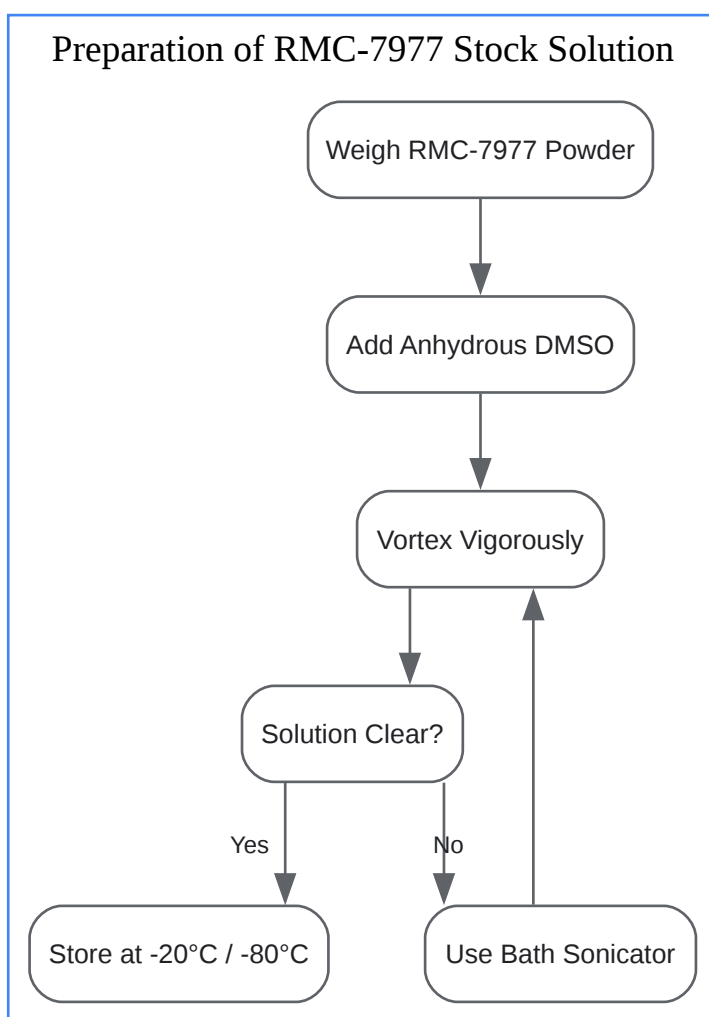 Preparation of RMC-7977 Stock Solution
Weigh RMC-7977 Powder
Add Anhydrous DMSO
Vortex Vigorously
Solution Clear?
Yes
No
Store at -20°C / -80°C
Use Bath Sonicator